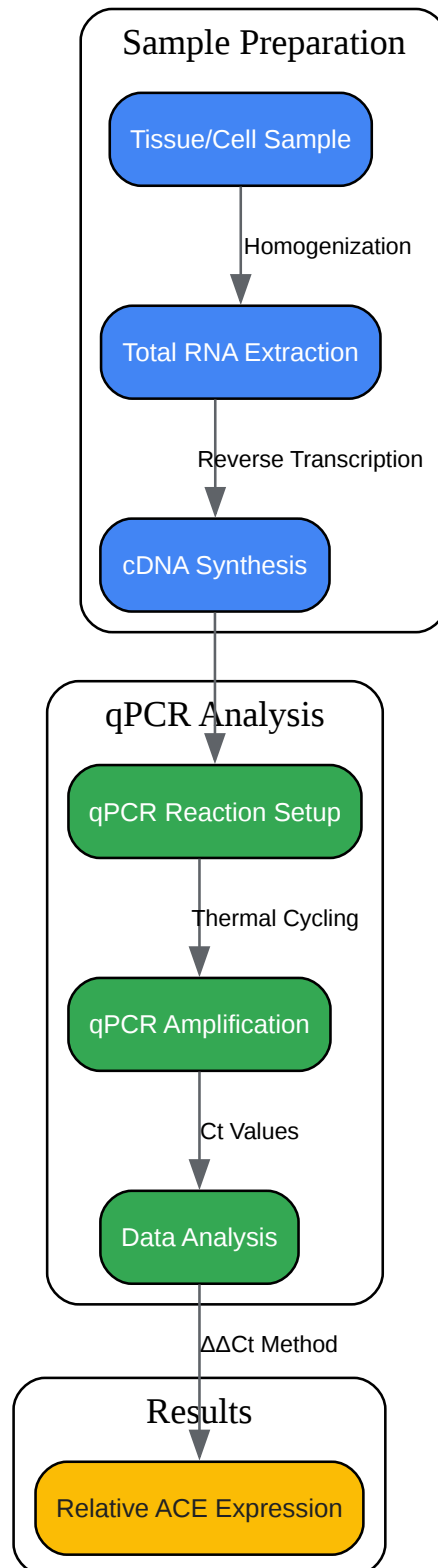 Sample Preparation
Tissue/Cell Sample
Homogenization
Total RNA Extraction
Reverse Transcription
cDNA Synthesis
qPCR Analysis
qPCR Reaction Setup
Thermal Cycling
qPCR Amplification
Ct Values
Data Analysis
ΔΔCt Method
Results
Relative ACE Expression